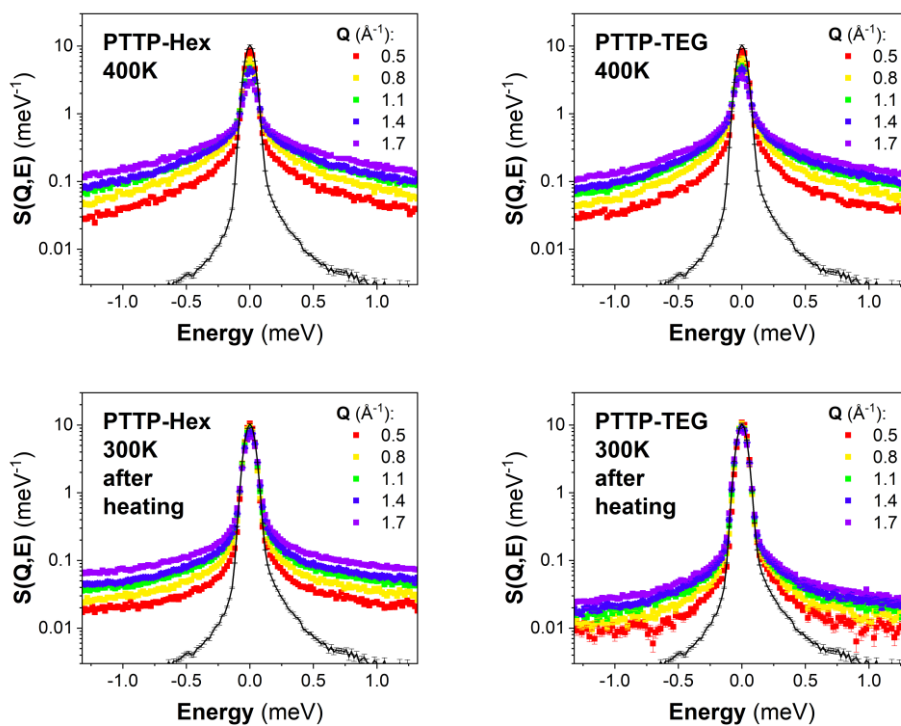 PTTP-Hex
400K
Q (Å⁻¹):
0.5
0.8
1.1
1.4
1.7
10
1
0.1
0.01
S(Q,E) (meV⁻¹)
-1.0 -0.5 0.0 0.5 1.0
Energy (meV)
PTTP-TEG
400K
Q (Å⁻¹):
0.5
0.8
1.1
1.4
1.7
10
1
0.1
0.01
S(Q,E) (meV⁻¹)
-1.0 -0.5 0.0 0.5 1.0
Energy (meV)
PTTP-Hex
300K
after
heating
Q (Å⁻¹):
0.5
0.8
1.1
1.4
1.7
10
1
0.1
0.01
S(Q,E) (meV⁻¹)
-1.0 -0.5 0.0 0.5 1.0
Energy (meV)
PTTP-TEG
300K
after
heating
Q (Å⁻¹):
0.5
0.8
1.1
1.4
1.7
10
1
0.1
0.01
S(Q,E) (meV⁻¹)
-1.0 -0.5 0.0 0.5 1.0
Energy (meV)